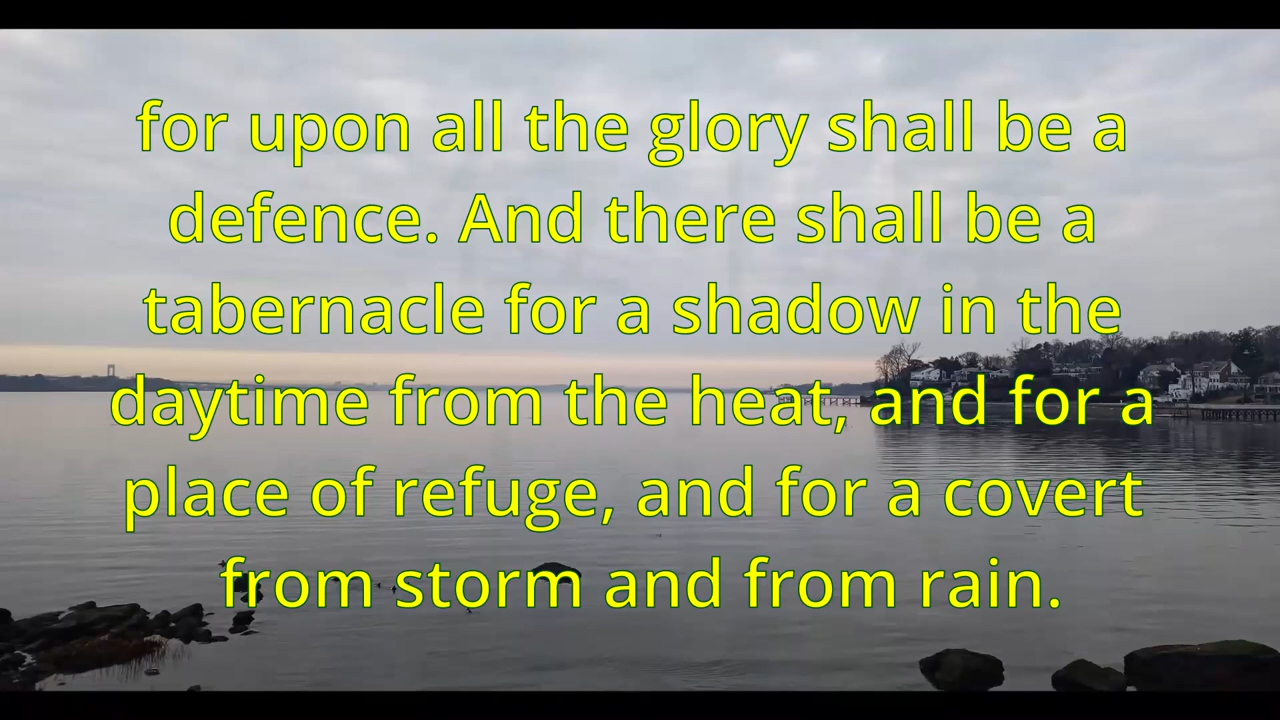 for upon all the glory shall be a
defence. And there shall be a
tabernacle for a shadow in the
daytime from the heat, and for a
place of refuge, and for a covert
from storm and from rain.